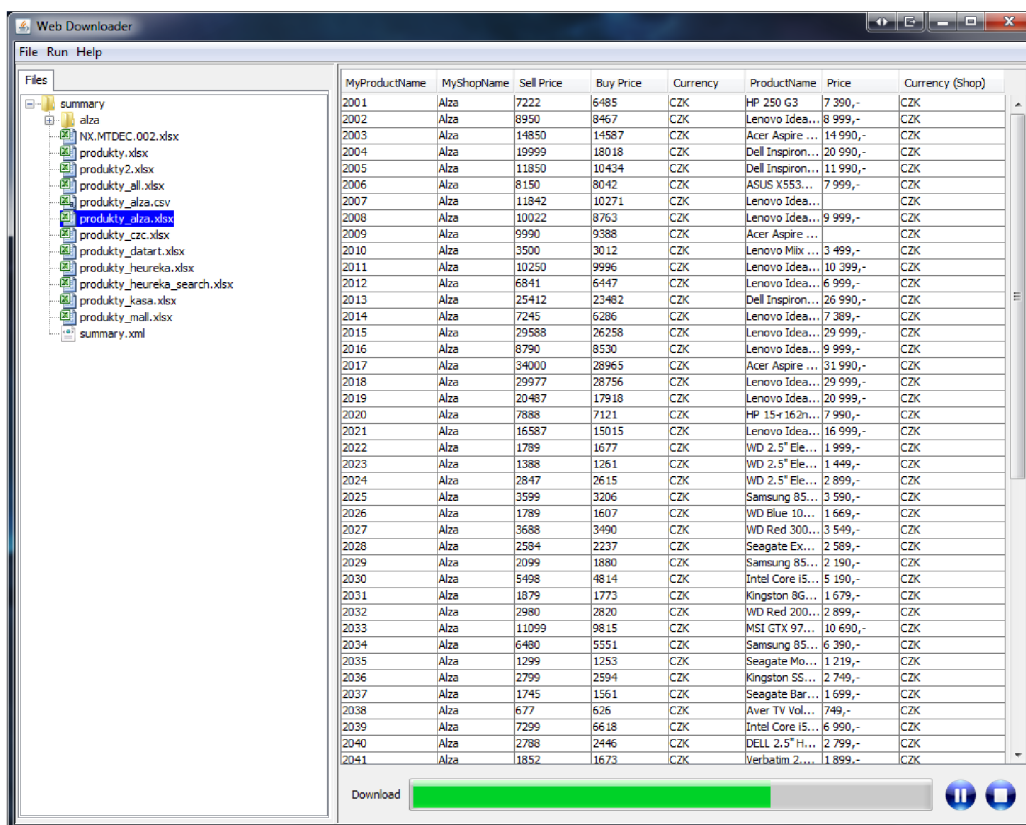 Web Downloader
File Run Help
Files
summary
alza
NX.MTDEC.002.xlsx
produkty.xlsx
produkty2.xlsx
produkty_all.xlsx
produkty_alza.csv
produkty_alza.xlsx
produkty_czc.xlsx
produkty_datart.xlsx
produkty_heureka.xlsx
produkty_heureka_search.xlsx
produkty_kasa.xlsx
produkty_mall.xlsx
summary.xml
MyProductName MyShopName Sell Price Buy Price Currency ProductName Price Currency (Shop)
2001 Alza 7222 6485 CZK HP 250 G3 7 390,- CZK
2002 Alza 8950 8467 CZK Lenovo Idea... 8 999,- CZK
2003 Alza 14850 14587 CZK Acer Aspire ... 14 990,- CZK
2004 Alza 19999 18018 CZK Dell Inspiron... 20 990,- CZK
2005 Alza 11850 10434 CZK Dell Inspiron... 11 990,- CZK
2006 Alza 8150 8042 CZK ASUS X553... 7 999,- CZK
2007 Alza 11842 10271 CZK Lenovo Idea... CZK
2008 Alza 10022 8763 CZK Lenovo Idea... 9 999,- CZK
2009 Alza 9990 9388 CZK Acer Aspire ... CZK
2010 Alza 3500 3012 CZK Lenovo Miix ... 3 499,- CZK
2011 Alza 10250 9996 CZK Lenovo Idea... 10 399,- CZK
2012 Alza 6841 6447 CZK Lenovo Idea... 6 999,- CZK
2013 Alza 25412 23482 CZK Dell Inspiron... 26 990,- CZK
2014 Alza 7245 6286 CZK Lenovo Idea... 7 389,- CZK
2015 Alza 29588 26258 CZK Lenovo Idea... 29 999,- CZK
2016 Alza 8790 8530 CZK Lenovo Idea... 9 999,- CZK
2017 Alza 34000 28965 CZK Acer Aspire ... 31 990,- CZK
2018 Alza 29977 28756 CZK Lenovo Idea... 29 999,- CZK
2019 Alza 20487 17918 CZK Lenovo Idea... 20 999,- CZK
2020 Alza 7888 7121 CZK HP 15-r162n... 7 990,- CZK
2021 Alza 16587 15015 CZK Lenovo Idea... 16 999,- CZK
2022 Alza 1789 1677 CZK WD 2.5" Ele... 1 999,- CZK
2023 Alza 1388 1261 CZK WD 2.5" Ele... 1 449,- CZK
2024 Alza 2847 2615 CZK WD 2.5" Ele... 2 899,- CZK
2025 Alza 3599 3206 CZK Samsung 85... 3 590,- CZK
2026 Alza 1789 1607 CZK WD Blue 10... 1 669,- CZK
2027 Alza 3688 3490 CZK WD Red 300... 3 549,- CZK
2028 Alza 2584 2237 CZK Seagate Ex... 2 589,- CZK
2029 Alza 2099 1880 CZK Samsung 85... 2 190,- CZK
2030 Alza 5498 4814 CZK Intel Core i5... 5 190,- CZK
2031 Alza 1879 1773 CZK Kingston 8G... 1 679,- CZK
2032 Alza 2980 2820 CZK WD Red 200... 2 899,- CZK
2033 Alza 11099 9815 CZK MSI GTX 97... 10 690,- CZK
2034 Alza 6480 5551 CZK Samsung 85... 6 390,- CZK
2035 Alza 1299 1253 CZK Seagate Mo... 1 219,- CZK
2036 Alza 2799 2594 CZK Kingston SS... 2 749,- CZK
2037 Alza 1745 1561 CZK Seagate Bar... 1 699,- CZK
2038 Alza 677 626 CZK Aver TV Vol... 749,- CZK
2039 Alza 7299 6618 CZK Intel Core i5... 6 990,- CZK
2040 Alza 2788 2446 CZK DELL 2.5" H... 2 799,- CZK
2041 Alza 1852 1673 CZK Verbatim 2.... 1 899,- CZK
Download